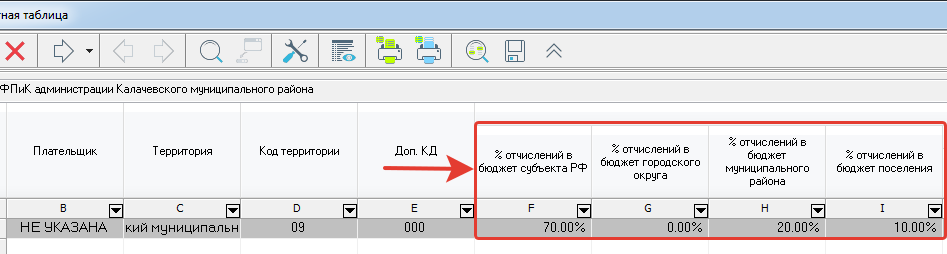 тная таблица
ФПиК администрации Калачевского муниципального района
Плательщик
Территория
Код территории
Доп. КД
% отчислений в
бюджет субъекта РФ
% отчислений в
бюджет городского
округа
% отчислений в
бюджет
муниципального
района
% отчислений в
бюджет поселения
B C D E F G H I
НЕ УКАЗАНА кий муниципальн 09 000 70.00% 0.00% 20.00% 10.00%